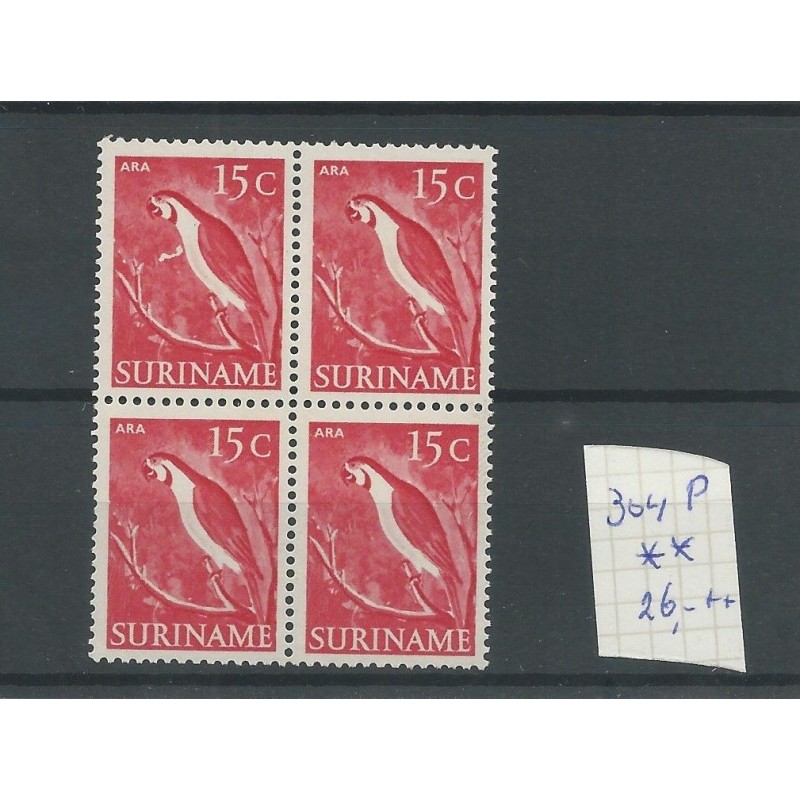 ARA 15C
SURINAME
ARA 15C
SURINAME
ARA 15C
SURINAME
ARA 15C
SURINAME
304 P
**
26,-++